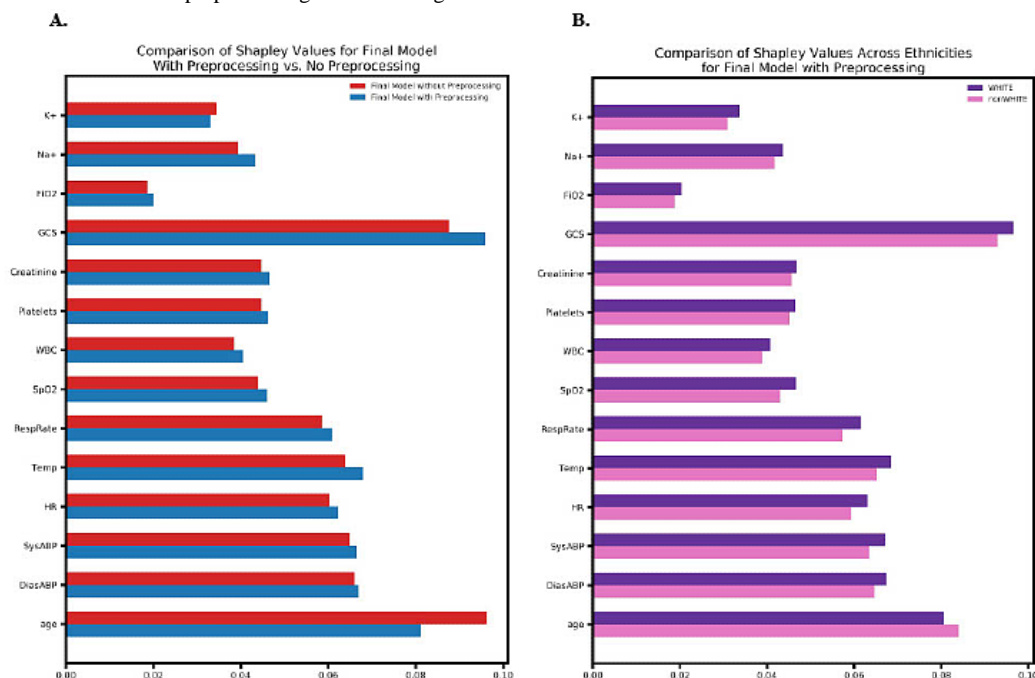 A.
Comparison of Shapley Values for Final Model
With Preprocessing vs. No Preprocessing
Final Model without Preprocessing
Final Model with Preprocessing
K+
Na+
FiO2
GCS
Creatinine
Platelets
WBC
SpO2
RespRate
Temp
HR
SysABP
DiasABP
age
0.00 0.02 0.04 0.06 0.08 0.10
B.
Comparison of Shapley Values Across Ethnicities
for Final Model with Preprocessing
WHITE
nonWHITE
K+
Na+
FiO2
GCS
Creatinine
Platelets
WBC
SpO2
RespRate
Temp
HR
SysABP
DiasABP
age
0.00 0.02 0.04 0.06 0.08